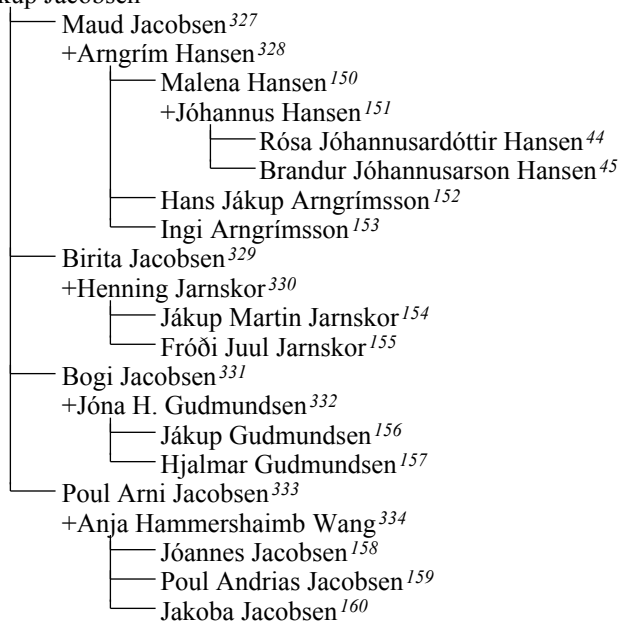 Jacobsen
Maud Jacobsen 327
+Arngrím Hansen 328
Malena Hansen 150
+Jóhannus Hansen 151
Rósa Jóhannusardóttir Hansen 44
Brandur Jóhannusarson Hansen 45
Hans Jákup Arngrímsson 152
Ingi Arngrímsson 153
Birita Jacobsen 329
+Henning Jarnskor 330
Jákup Martin Jarnskor 154
Fróði Juul Jarnskor 155
Bogi Jacobsen 331
+Jóna H. Gudmundsen 332
Jákup Gudmundsen 156
Hjalmar Gudmundsen 157
Poul Arni Jacobsen 333
+Anja Hammershaimb Wang 334
Jóannes Jacobsen 158
Poul Andrias Jacobsen 159
Jakoba Jacobsen 160